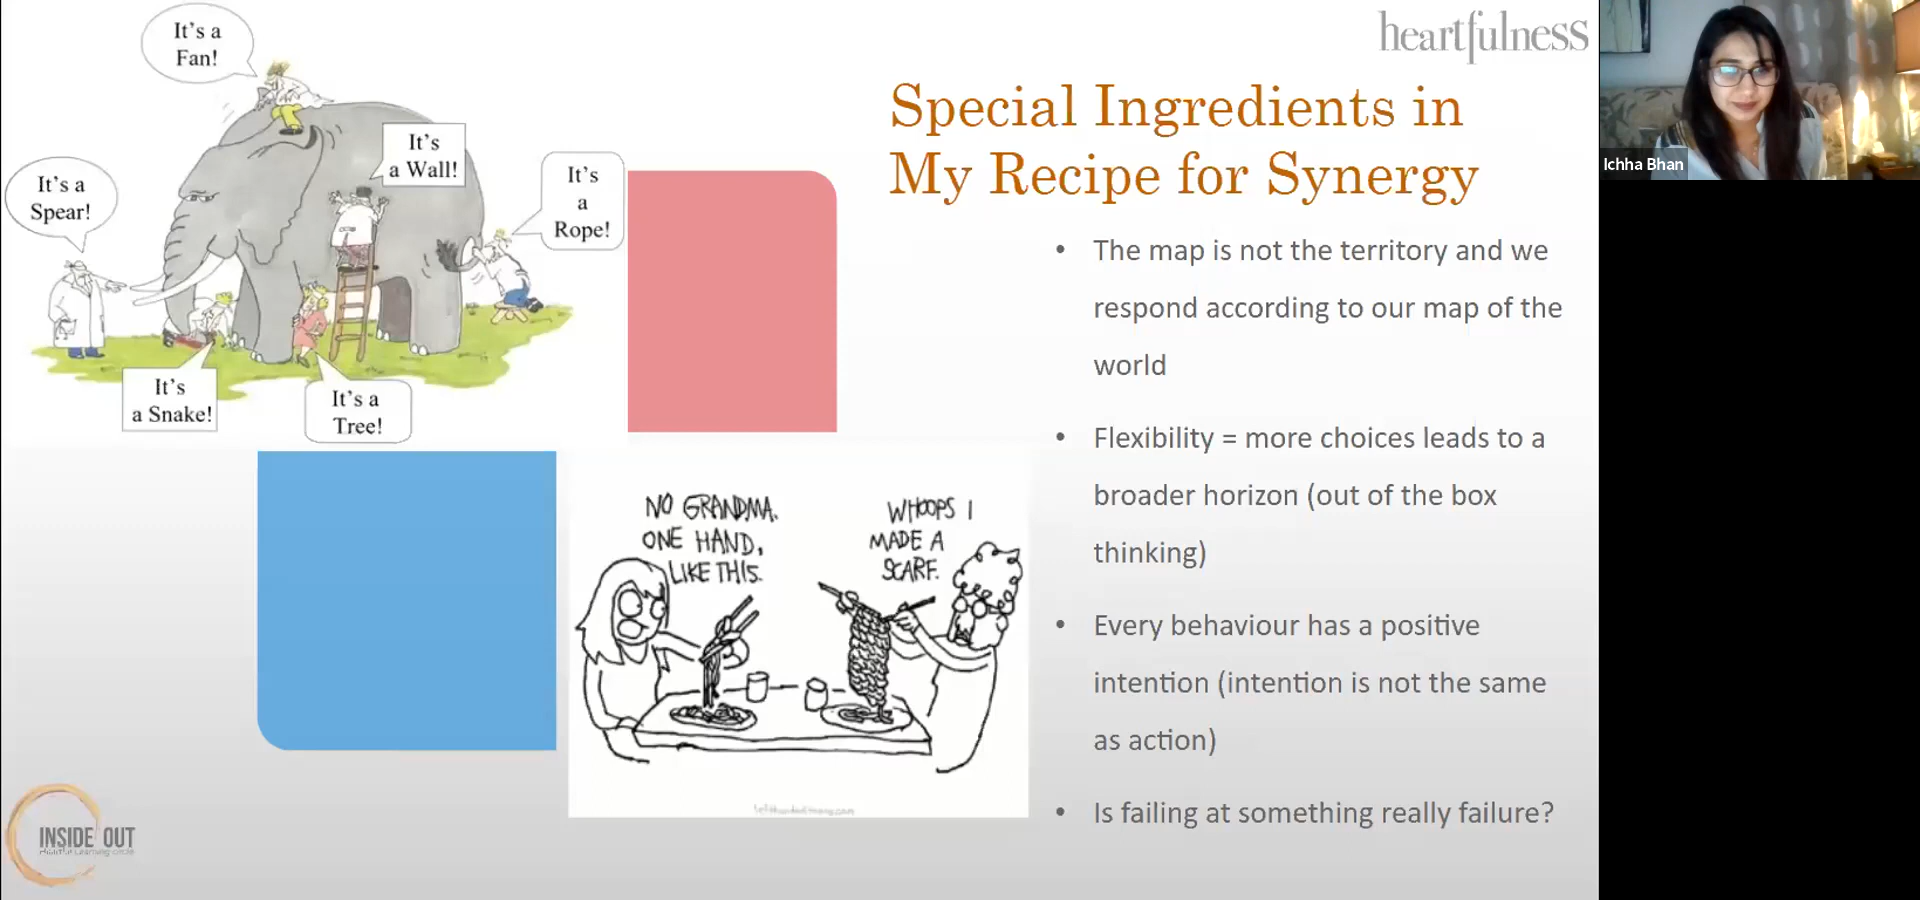 It's a
Fan!
It's
a Wall!
It's a
Spear!
It's
a
Rope!
It's
a Snake!
It's a
Tree!
heartfulness
Special Ingredients in
My Recipe for Synergy
• The map is not the territory and we
respond according to our map of the
world
• Flexibility = more choices leads to a
broader horizon (out of the box
thinking)
• Every behaviour has a positive
intention (intention is not the same
as action)
• Is failing at something really failure?
NO GRANDMA.
ONE HAND,
LIKE THIS.
WHOOPS I
MADE A
SCARF.
INSIDE OUT
Ichha Bhan